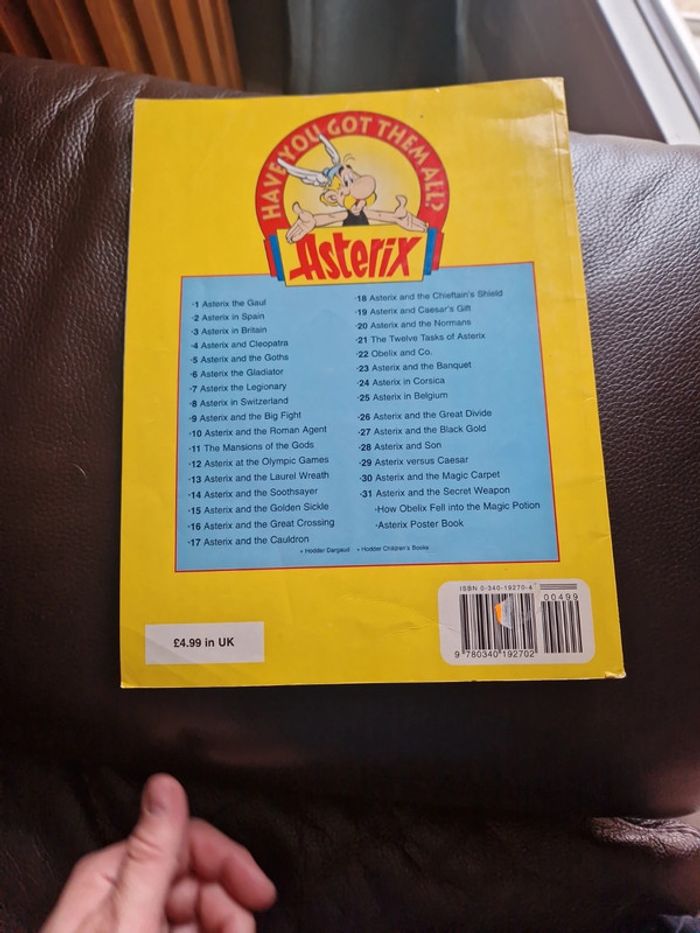 HAVE YOU GOT THEM ALL?
Asterix
•1 Asterix the Gaul
•2 Asterix in Spain
•3 Asterix in Britain
•4 Asterix and Cleopatra
•5 Asterix and the Goths
•6 Asterix the Gladiator
•7 Asterix the Legionary
•8 Asterix in Switzerland
•9 Asterix and the Big Fight
•10 Asterix and the Roman Agent
•11 The Mansions of the Gods
•12 Asterix at the Olympic Games
•13 Asterix and the Laurel Wreath
•14 Asterix and the Soothsayer
•15 Asterix and the Golden Sickle
•16 Asterix and the Great Crossing
•17 Asterix and the Cauldron
•18 Asterix and the Chieftain's Shield
•19 Asterix and Caesar's Gift
•20 Asterix and the Normans
•21 The Twelve Tasks of Asterix
•22 Obelix and Co.
•23 Asterix and the Banquet
•24 Asterix in Corsica
•25 Asterix in Belgium
•26 Asterix and the Great Divide
•27 Asterix and the Black Gold
•28 Asterix and Son
•29 Asterix versus Caesar
•30 Asterix and the Magic Carpet
•31 Asterix and the Secret Weapon
•How Obelix Fell into the Magic Potion
•Asterix Poster Book
• Hodder Dargaud • Hodder Children's Books
£4.99 in UK
ISBN 0-340-19270-4
00499
9 780340 192702